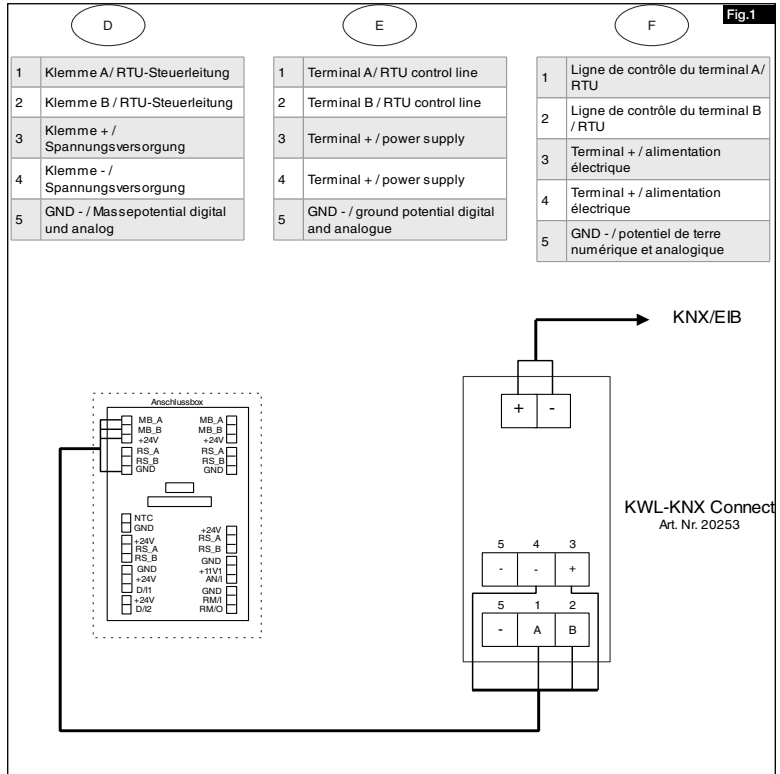 Fig.1
D
1 Klemme A/ RTU-Steuerleitung
2 Klemme B / RTU-Steuerleitung
3 Klemme + /
Spannungsversorgung
4 Klemme - /
Spannungsversorgung
5 GND - / Massepotential digital
und analog
E
1 Terminal A/ RTU control line
2 Terminal B / RTU control line
3 Terminal + / power supply
4 Terminal + / power supply
5 GND - / ground potential digital
and analogue
F
1 Ligne de contrôle du terminal A/
RTU
2 Ligne de contrôle du terminal B
/ RTU
3 Terminal + / alimentation
électrique
4 Terminal + / alimentation
électrique
5 GND - / potentiel de terre
numérique et analogique
KNX/EIB
+ -
KWL-KNX Connect
Art. Nr. 20253
5 4 3
- - +
5 1 2
- A B
Anschlussbox
MB_A
MB_B
+24V
RS_A
RS_B
GND
MB_A
MB_B
+24V
RS_A
RS_B
GND
NTC
GND
+24V
RS_A
RS_B
GND
+24V
D/I1
+24V
D/I2
+24V
RS_A
RS_B
GND
+11V1
AN/I
GND
RM/I
RM/O